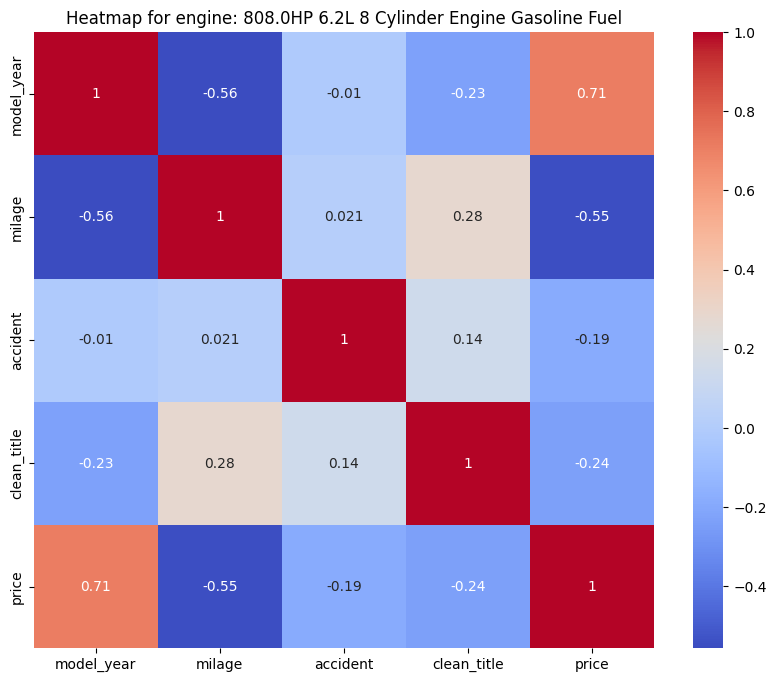 Heatmap for engine: 808.0HP 6.2L 8 Cylinder Engine Gasoline Fuel
model_year 1 -0.56 -0.01 -0.23 0.71
milage -0.56 1 0.021 0.28 -0.55
accident -0.01 0.021 1 0.14 -0.19
clean_title -0.23 0.28 0.14 1 -0.24
price 0.71 -0.55 -0.19 -0.24 1
model_year milage accident clean_title price
1.0
0.8
0.6
0.4
0.2
0.0
−0.2
−0.4